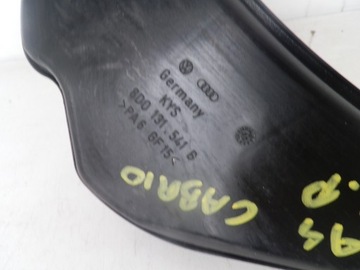 Germany
KYS
8D0 131.541 B
>PA6 GF15<
CABRIO
A4